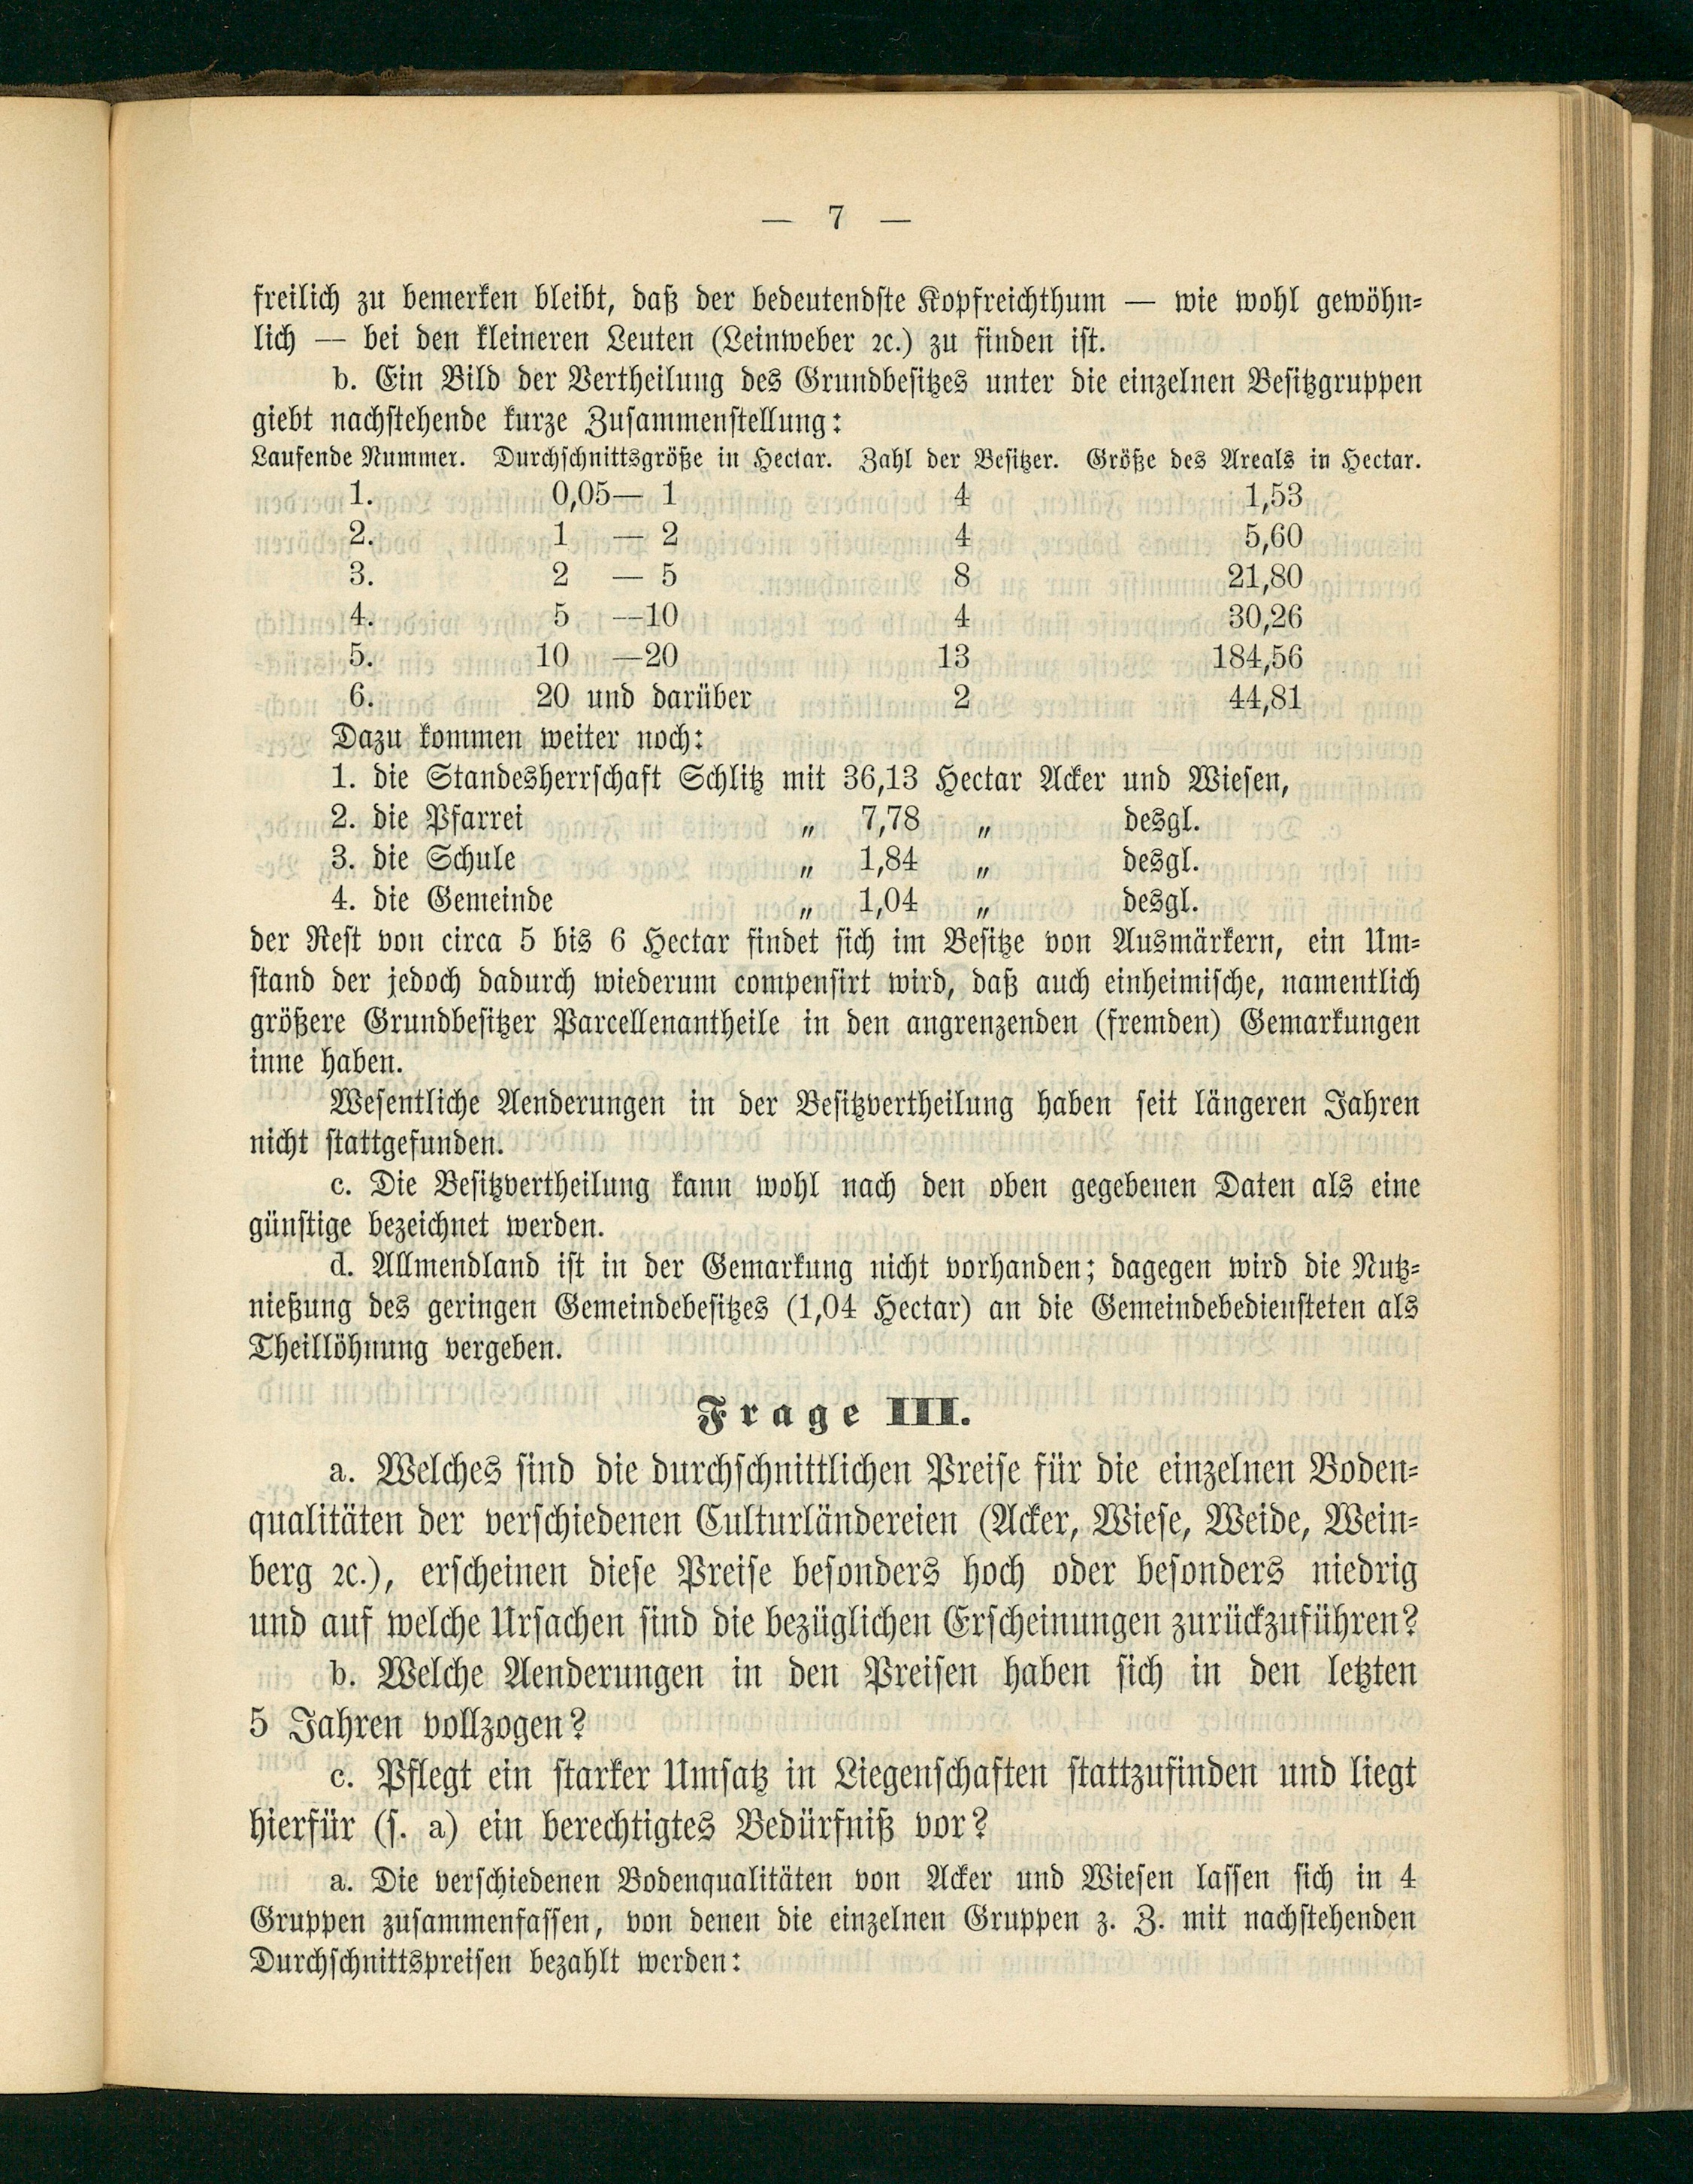 — 7 —
freilich zu bemerken bleibt, daß der bedeutendste Kopfreichthum — wie wohl gewöhn-
lich — bei den kleineren Leuten (Leinweber ꝛc.) zu finden ist.
b. Ein Bild der Vertheilung des Grundbesitzes unter die einzelnen Besitzgruppen
giebt nachstehende kurze Zusammenstellung:
Laufende Nummer. Durchschnittsgröße in Hectar. Zahl der Besitzer. Größe des Areals in Hectar.
1. 0,05— 1 4 1,53
2. 1 — 2 4 5,60
3. 2 — 5 8 21,80
4. 5 —10 4 30,26
5. 10 —20 13 184,56
6. 20 und darüber 2 44,81
Dazu kommen weiter noch:
1. die Standesherrschaft Schlitz mit 36,13 Hectar Acker und Wiesen,
2. die Pfarrei „ 7,78 „ desgl.
3. die Schule „ 1,84 „ desgl.
4. die Gemeinde „ 1,04 „ desgl.
der Rest von circa 5 bis 6 Hectar findet sich im Besitze von Ausmärkern, ein Um-
stand der jedoch dadurch wiederum compensirt wird, daß auch einheimische, namentlich
größere Grundbesitzer Parcellenantheile in den angrenzenden (fremden) Gemarkungen
inne haben.
Wesentliche Aenderungen in der Besitzvertheilung haben seit längeren Jahren
nicht stattgefunden.
c. Die Besitzvertheilung kann wohl nach den oben gegebenen Daten als eine
günstige bezeichnet werden.
d. Allmendland ist in der Gemarkung nicht vorhanden; dagegen wird die Nutz-
nießung des geringen Gemeindebesitzes (1,04 Hectar) an die Gemeindebediensteten als
Theillöhnung vergeben.
Frage III.
a. Welches sind die durchschnittlichen Preise für die einzelnen Boden-
qualitäten der verschiedenen Culturländereien (Acker, Wiese, Weide, Wein-
berg ꝛc.), erscheinen diese Preise besonders hoch oder besonders niedrig
und auf welche Ursachen sind die bezüglichen Erscheinungen zurückzuführen?
b. Welche Aenderungen in den Preisen haben sich in den letzten
5 Jahren vollzogen?
c. Pflegt ein starker Umsatz in Liegenschaften stattzufinden und liegt
hierfür (s. a) ein berechtigtes Bedürfniß vor?
a. Die verschiedenen Bodenqualitäten von Acker und Wiesen lassen sich in 4
Gruppen zusammenfassen, von denen die einzelnen Gruppen z. Z. mit nachstehenden
Durchschnittspreisen bezahlt werden: